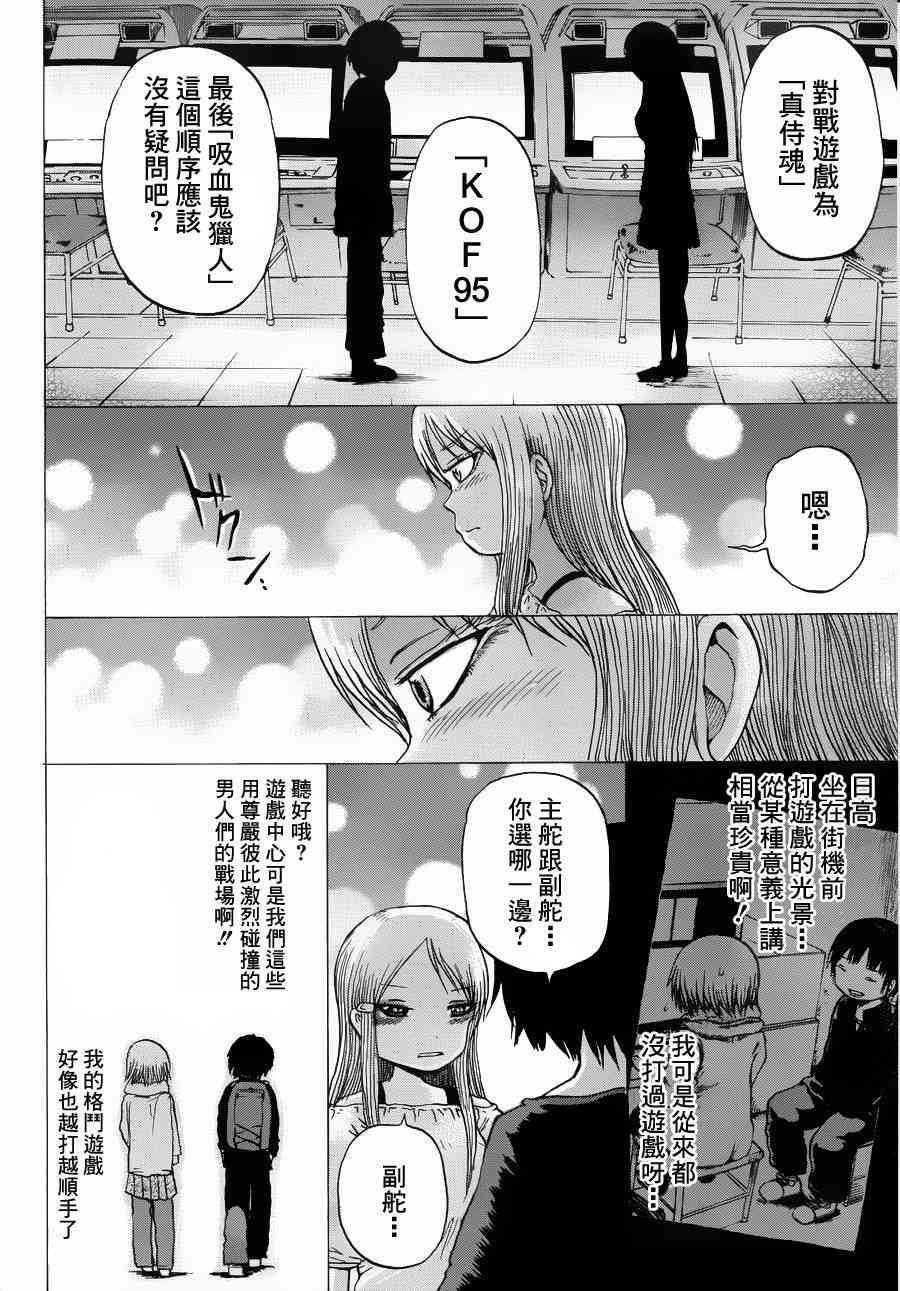 對戰遊戲為
「真侍魂」
「KOF
95」
最後「吸血鬼獵人」
這個順序應該
沒有疑問吧？
嗯…
ドクン
日高
坐在街機前
打遊戲的光景…
從某種意義上講
相當珍貴啊！
我可是從來都
沒打過遊戲呀…
主舵跟副舵…
你選哪一邊？
副舵…
聽好哦？
遊戲中心可是我們這些
用尊嚴彼此激烈碰撞的
男人們的戰場啊！！
我的格鬥遊戲
好像也越打越順手了